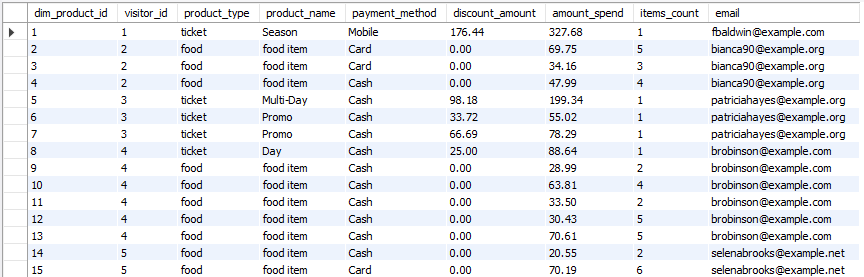 dim_product_id visitor_id product_type product_name payment_method discount_amount amount_spend items_count email
1 1 ticket Season Mobile 176.44 327.68 1 fbaldwin@example.com
2 2 food food item Card 0.00 69.75 5 bianca90@example.org
3 2 food food item Card 0.00 34.16 3 bianca90@example.org
4 2 food food item Cash 0.00 47.99 4 bianca90@example.org
5 3 ticket Multi-Day Cash 98.18 199.34 1 patriciahayes@example.org
6 3 ticket Promo Cash 33.72 55.02 1 patriciahayes@example.org
7 3 ticket Promo Cash 66.69 78.29 1 patriciahayes@example.org
8 4 ticket Day Cash 25.00 88.64 1 brobinson@example.com
9 4 food food item Cash 0.00 28.99 2 brobinson@example.com
10 4 food food item Cash 0.00 63.81 4 brobinson@example.com
11 4 food food item Cash 0.00 33.50 2 brobinson@example.com
12 4 food food item Cash 0.00 30.43 5 brobinson@example.com
13 4 food food item Cash 0.00 70.61 5 brobinson@example.com
14 5 food food item Cash 0.00 20.55 2 selenabrooks@example.net
15 5 food food item Card 0.00 70.19 6 selenabrooks@example.net